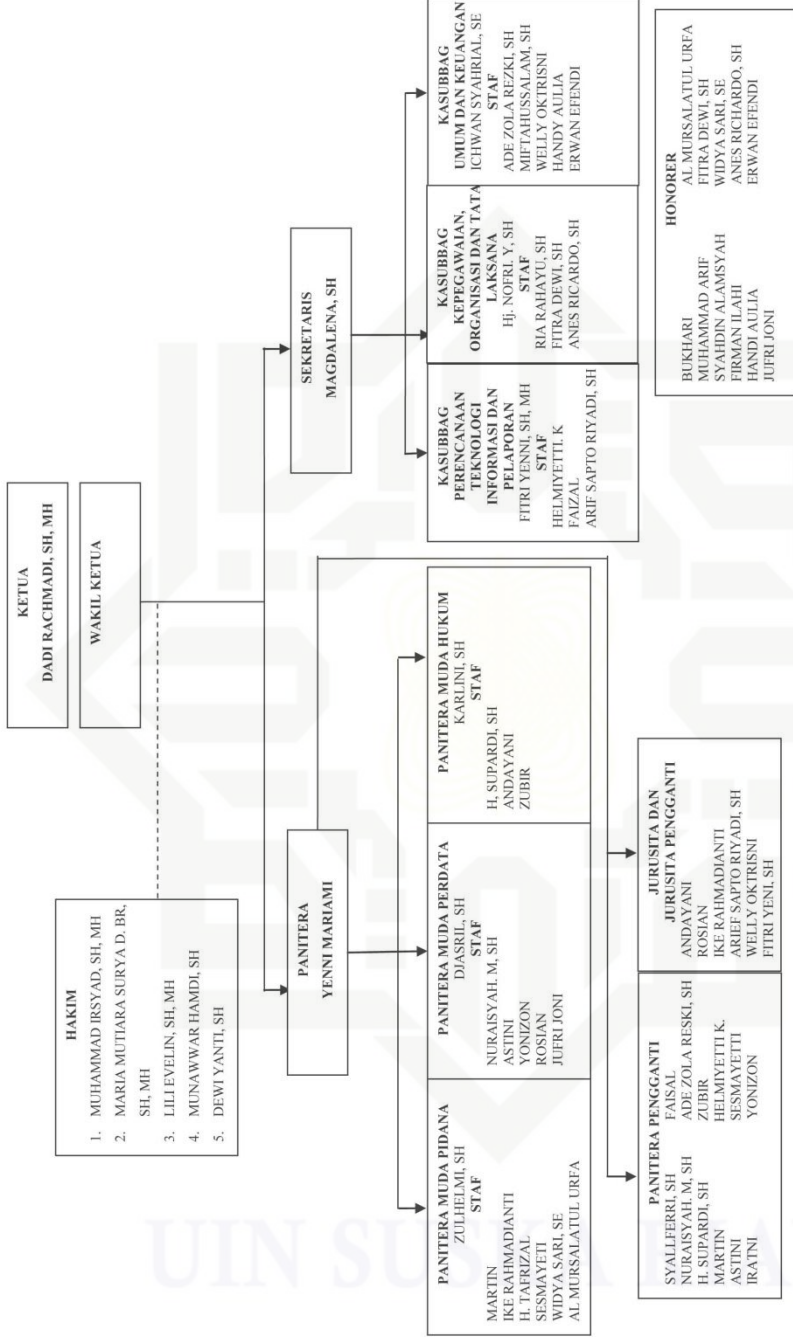 KETUA
DADI RACHMADI, SH, MH
WAKIL KETUA
HAKIM
1. MUHAMMAD IRSYAD, SH, MH
2. MARIA MUTIARA SURYA D. BR,
SH, MH
3. LILI EVELIN, SH, MH
4. MUNAWWAR HAMDI, SH
5. DEWI YANTI, SH
PANITERA
YENNI MARIAMI
SEKRETARIS
MAGDALENA, SH
PANITERA MUDA PIDANA
ZULHELMI, SH
STAF
MARTIN
IKE RAHMADIANTI
H. TAFRIZAL
SESMAYETI
WIDYA SARI, SE
AL MURSALATUL URFA
PANITERA MUDA PERDATA
DJASRIL, SH
STAF
NURAISYAH. M, SH
ASTINI
YONIZON
ROSIAN
JUFRI JONI
PANITERA MUDA HUKUM
KARLINI, SH
STAF
H, SUPARDI, SH
ANDAYANI
ZUBIR
KASUBBAG
PERENCANAAN
TEKNOLOGI
INFORMASI DAN
PELAPORAN
FITRI YENNI, SH, MH
STAF
HELMIYETTI. K
FAIZAL
ARIF SAPTO RIYADI, SH
KASUBBAG
KEPEGAWAIAN,
ORGANISASI DAN TATA
LAKSANA
Hj. NOFRI. Y, SH
STAF
RIA RAHAYU, SH
FITRA DEWI, SH
ANES RICARDO, SH
KASUBBAG
UMUM DAN KEUANGAN
ICHWAN SYAHRIAL, SE
STAF
ADE ZOLA REZKI, SH
MIFTAHUSSALAM, SH
WELLY OKTRISNI
HANDY AULIA
ERWAN EFENDI
PANITERA PENGGANTI
SYALLFERRI, SH FAISAL
NURAISYAH. M, SH ADE ZOLA RESKI, SH
H. SUPARDI, SH ZUBIR
MARTIN HELMIYETTI K.
ASTINI SESMAYETTI
IRATNI YONIZON
JURUSITA DAN
JURUSITA PENGGANTI
ANDAYANI
ROSIAN
IKE RAHMADIANTI
ARIEF SAPTO RIYADI, SH
WELLY OKTRISNI
FITRI YENI, SH
HONORER
BUKHARI AL MURSALATUL URFA
MUHAMMAD ARIF FITRA DEWI, SH
SYAHDIN ALAMSYAH WIDYA SARI, SE
FIRMAN ILAHI ANES RICHARDO, SH
HANDI AULIA ERWAN EFENDI
JUFRI JONI
UIN SUSKA RIAU